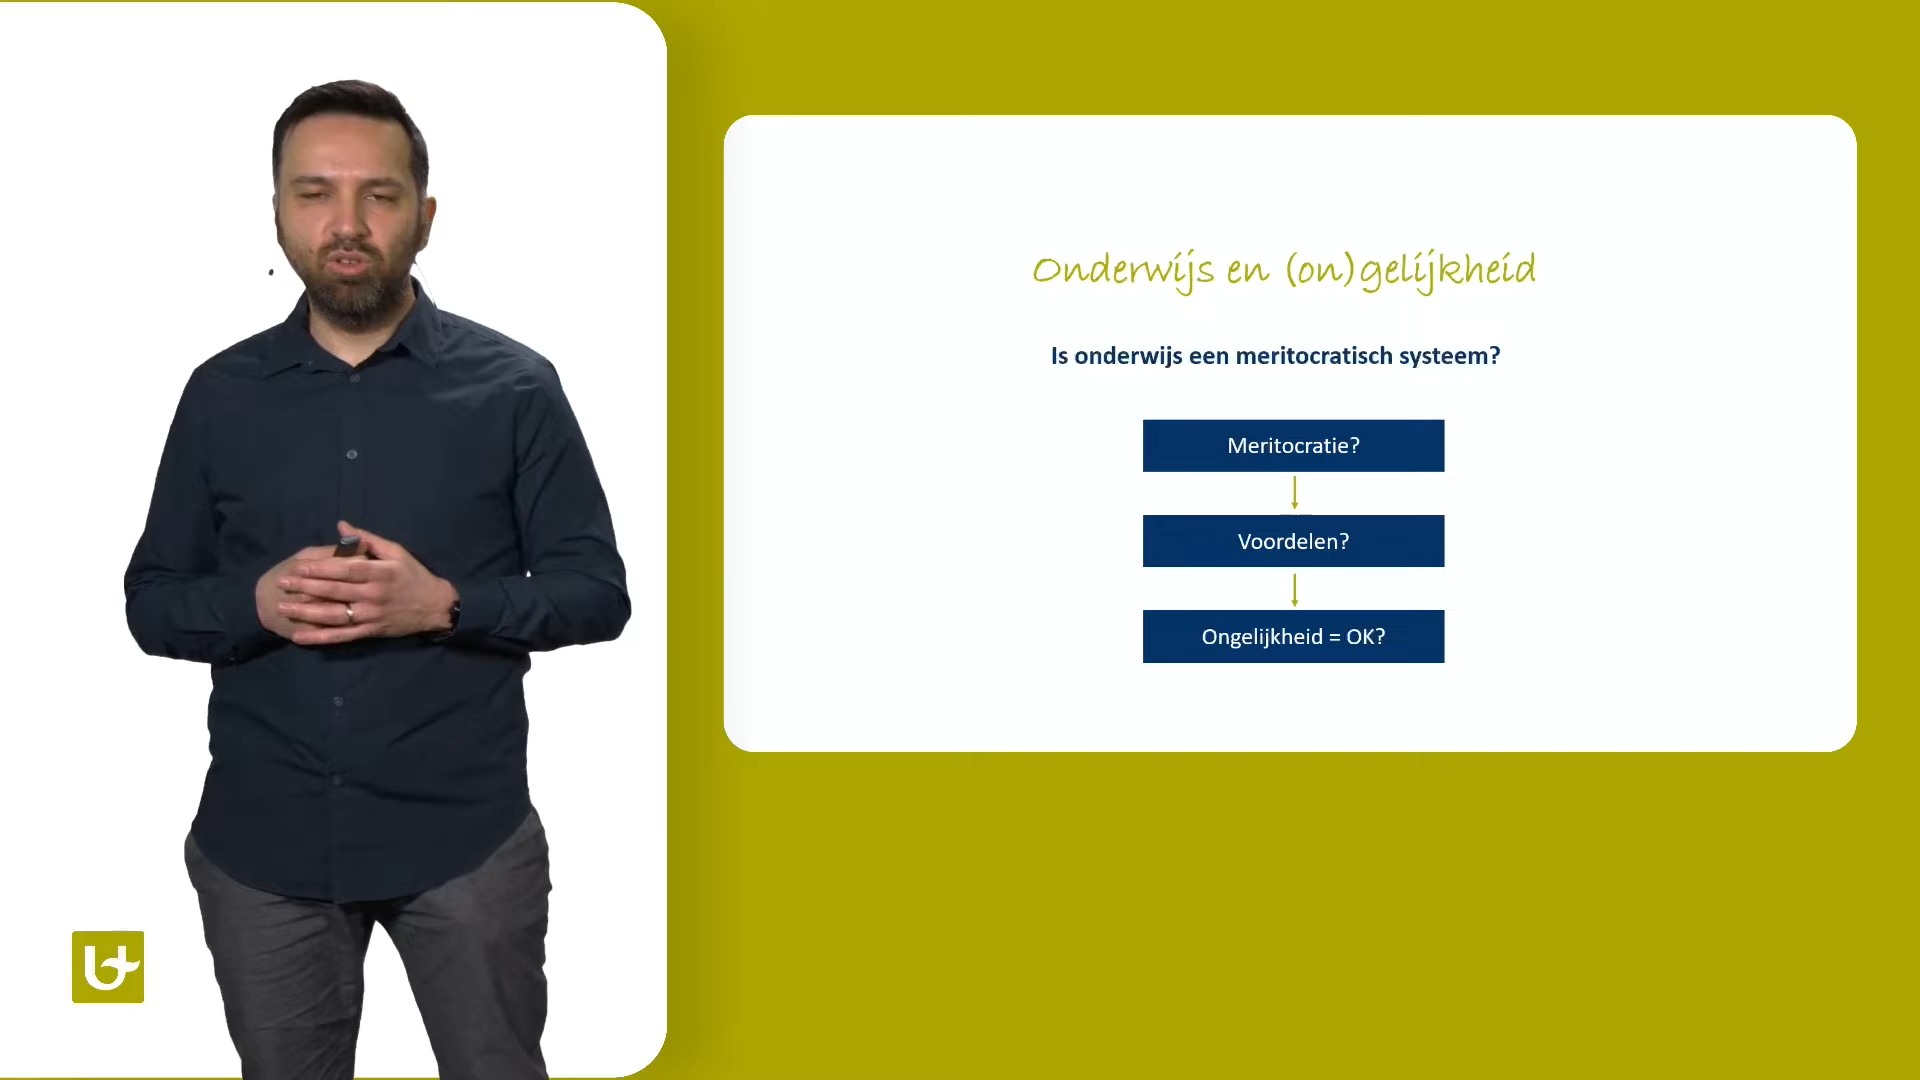 Onderwijs en (on)gelijkheid
Is onderwijs een meritocratisch systeem?
Meritocratie?
Voordelen?
Ongelijkheid = OK?